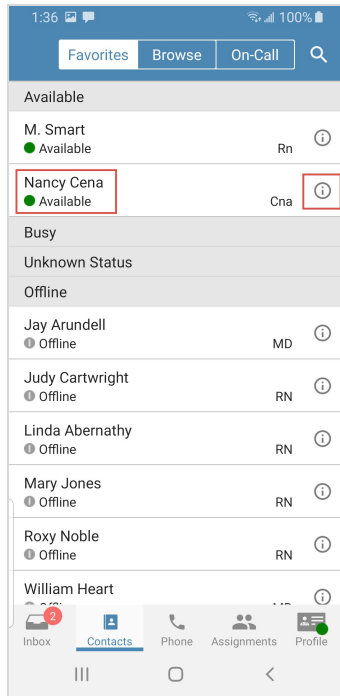 1:36 100%
Favorites Browse On-Call
Available
M. Smart
Available Rn
Nancy Cena
Available Cna
Busy
Unknown Status
Offline
Jay Arundell
Offline MD
Judy Cartwright
Offline RN
Linda Abernathy
Offline RN
Mary Jones
Offline RN
Roxy Noble
Offline RN
William Heart
2
Inbox Contacts Phone Assignments Profile